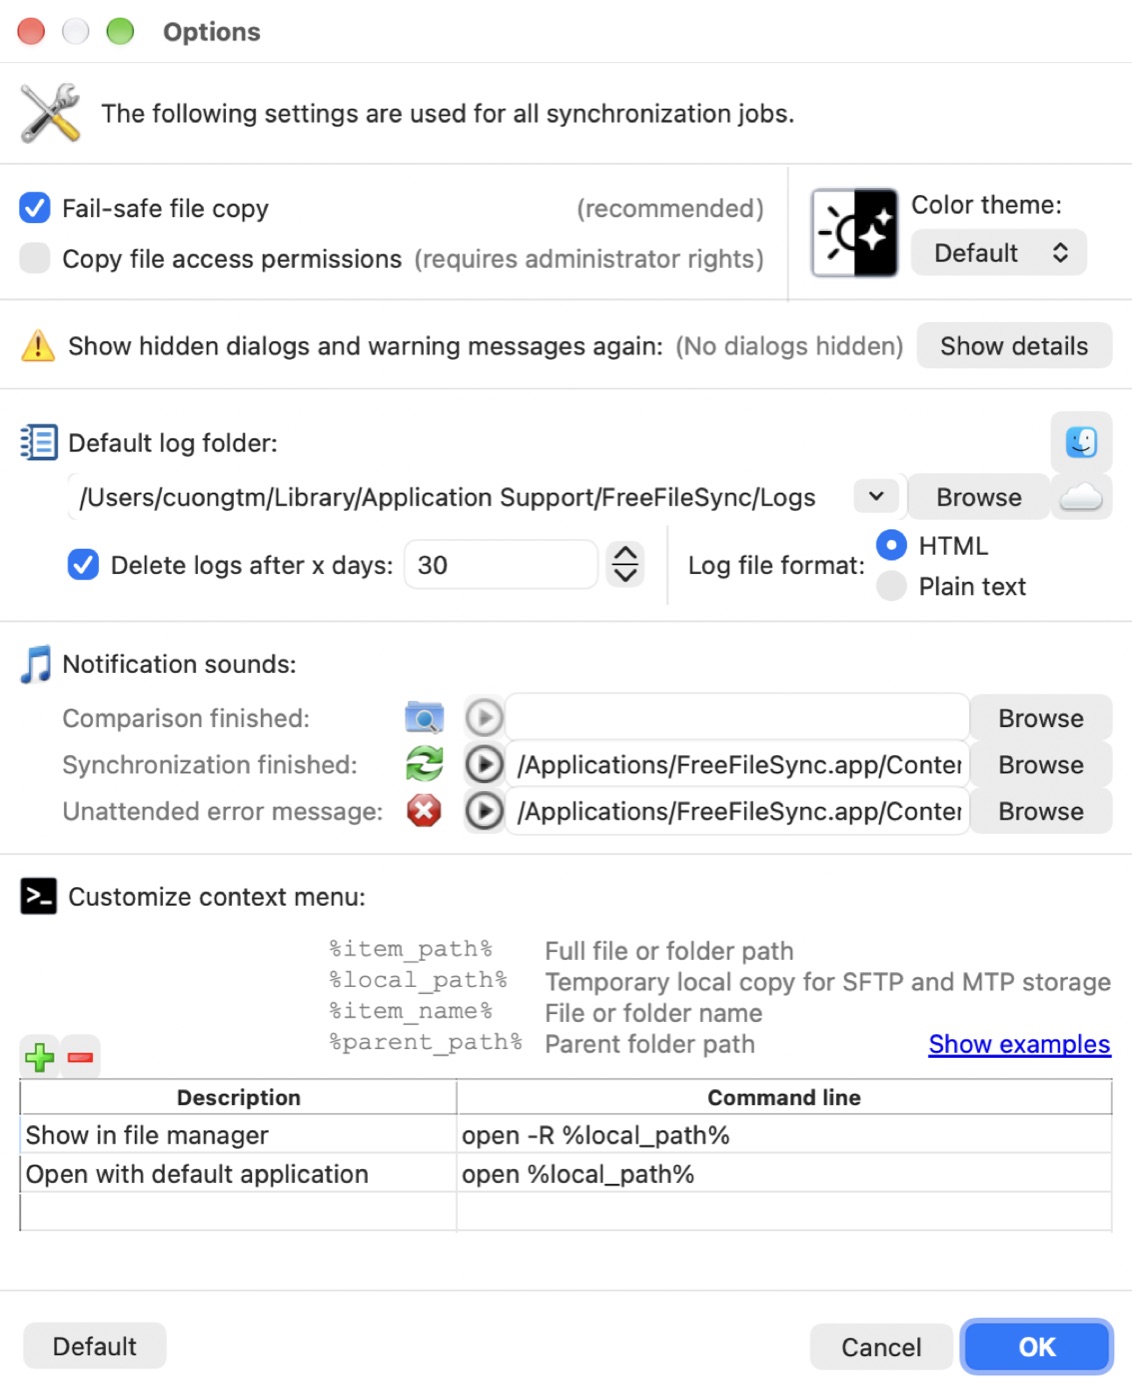 Options
The following settings are used for all synchronization jobs.
Fail-safe file copy (recommended)
Copy file access permissions (requires administrator rights)
Color theme:
Default
Show hidden dialogs and warning messages again: (No dialogs hidden) Show details
Default log folder:
/Users/cuongtm/Library/Application Support/FreeFileSync/Logs Browse
Delete logs after x days: 30 Log file format:
HTML
Plain text
Notification sounds:
Comparison finished: Browse
Synchronization finished: /Applications/FreeFileSync.app/Conter Browse
Unattended error message: /Applications/FreeFileSync.app/Conter Browse
Customize context menu:
%item_path% Full file or folder path
%local_path% Temporary local copy for SFTP and MTP storage
%item_name% File or folder name
%parent_path% Parent folder path Show examples
Description Command line
Show in file manager open -R %local_path%
Open with default application open %local_path%
Default Cancel OK